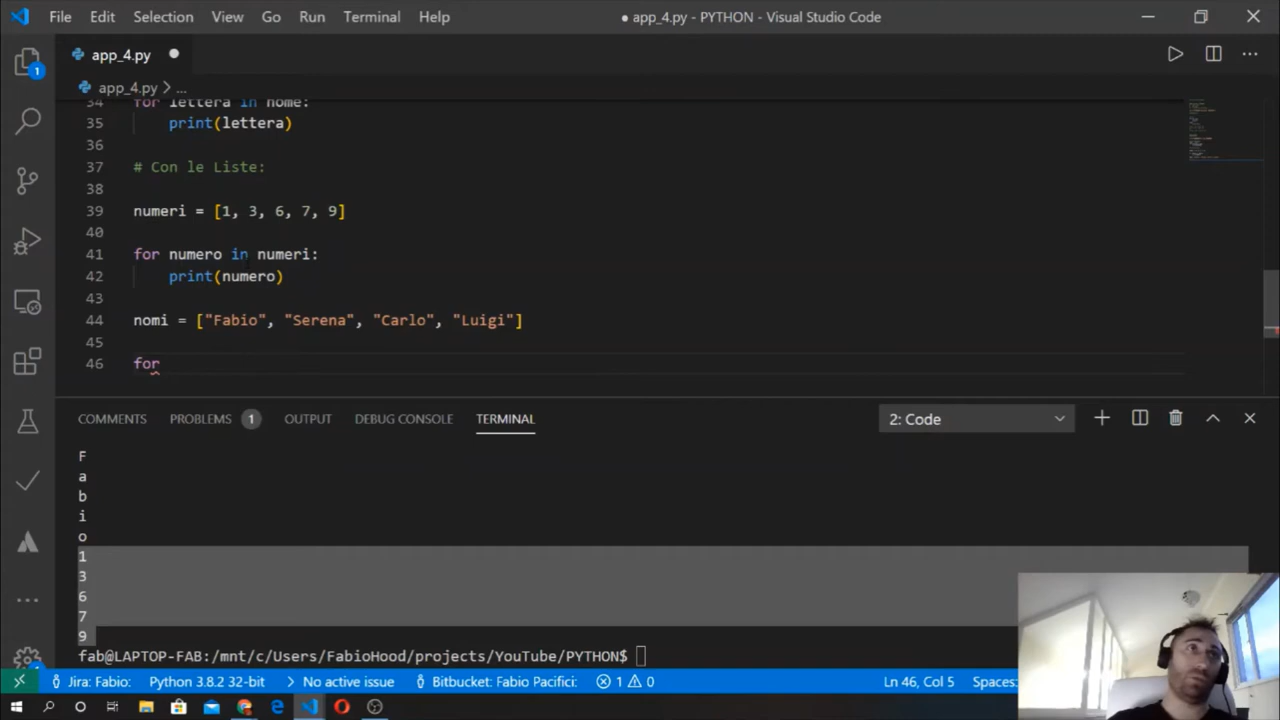 File Edit Selection View Go Run Terminal Help
● app_4.py - PYTHON - Visual Studio Code
app_4.py
app_4.py > ...
34 for lettera in nome:
35 print(lettera)
36
37 # Con le Liste:
38
39 numeri = [1, 3, 6, 7, 9]
40
41 for numero in numeri:
42 print(numero)
43
44 nomi = ["Fabio", "Serena", "Carlo", "Luigi"]
45
46 for
1
COMMENTS PROBLEMS 1 OUTPUT DEBUG CONSOLE TERMINAL 2: Code
F
a
b
i
o
1
3
6
7
9
fab@LAPTOP-FAB:/mnt/c/Users/FabioHood/projects/YouTube/PYTHON$
Jira: Fabio: Python 3.8.2 32-bit No active issue Bitbucket: Fabio Pacifici: 1 0 Ln 46, Col 5 Spaces: